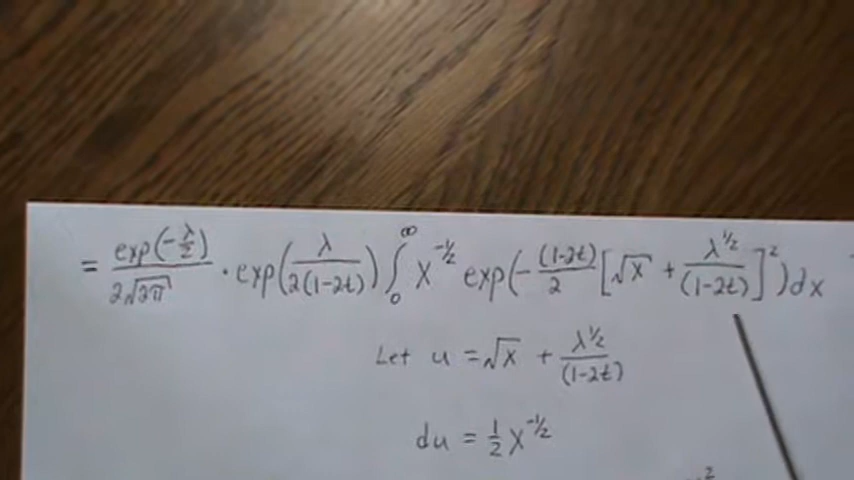 = exp(-λ/2) / 2√2π · exp(λ / 2(1-2t)) ∫₀^∞ x^-1/2 exp(-(1-2t)/2 [√x + λ^1/2 / (1-2t)]²) dx
Let u = √x + λ^1/2 / (1-2t)
du = 1/2 x^-1/2